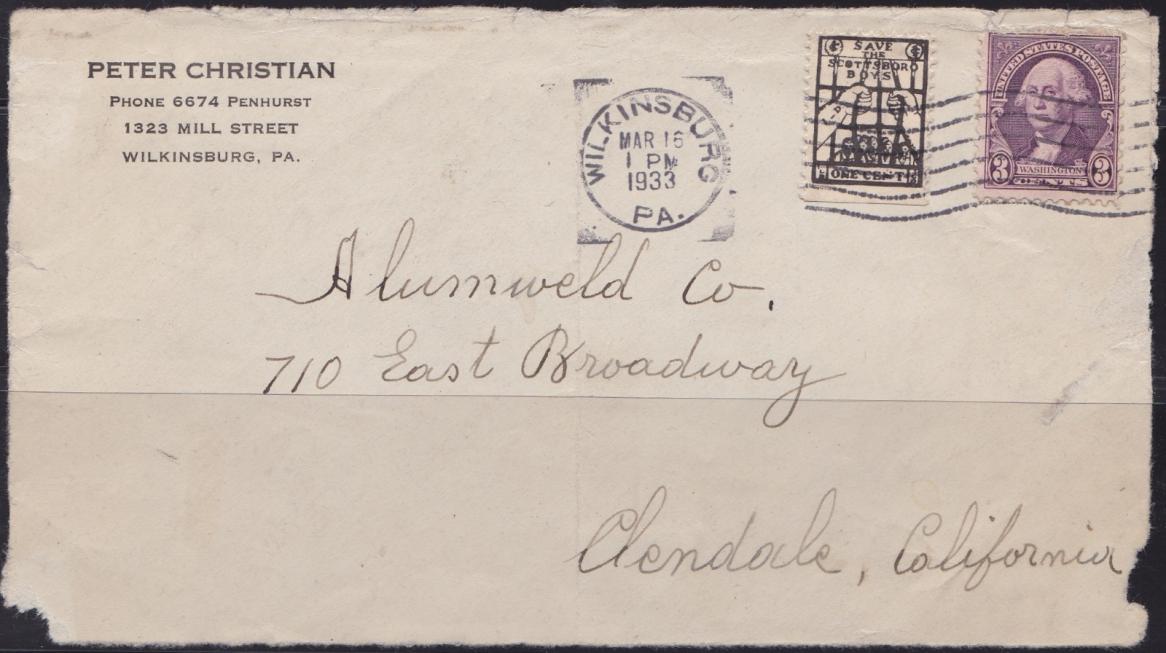 PETER CHRISTIAN
PHONE 6674 PENHURST
1323 MILL STREET
WILKINSBURG, PA.
WILKINSBURG
MAR 16
1 PM
1933
PA.
SAVE
THE
SCOTTSBORO
BOYS
ONE CENT
UNITED STATES POSTAGE
WASHINGTON
3 CENTS 3
Alumweld Co.
710 East Broadway
Glendale, California